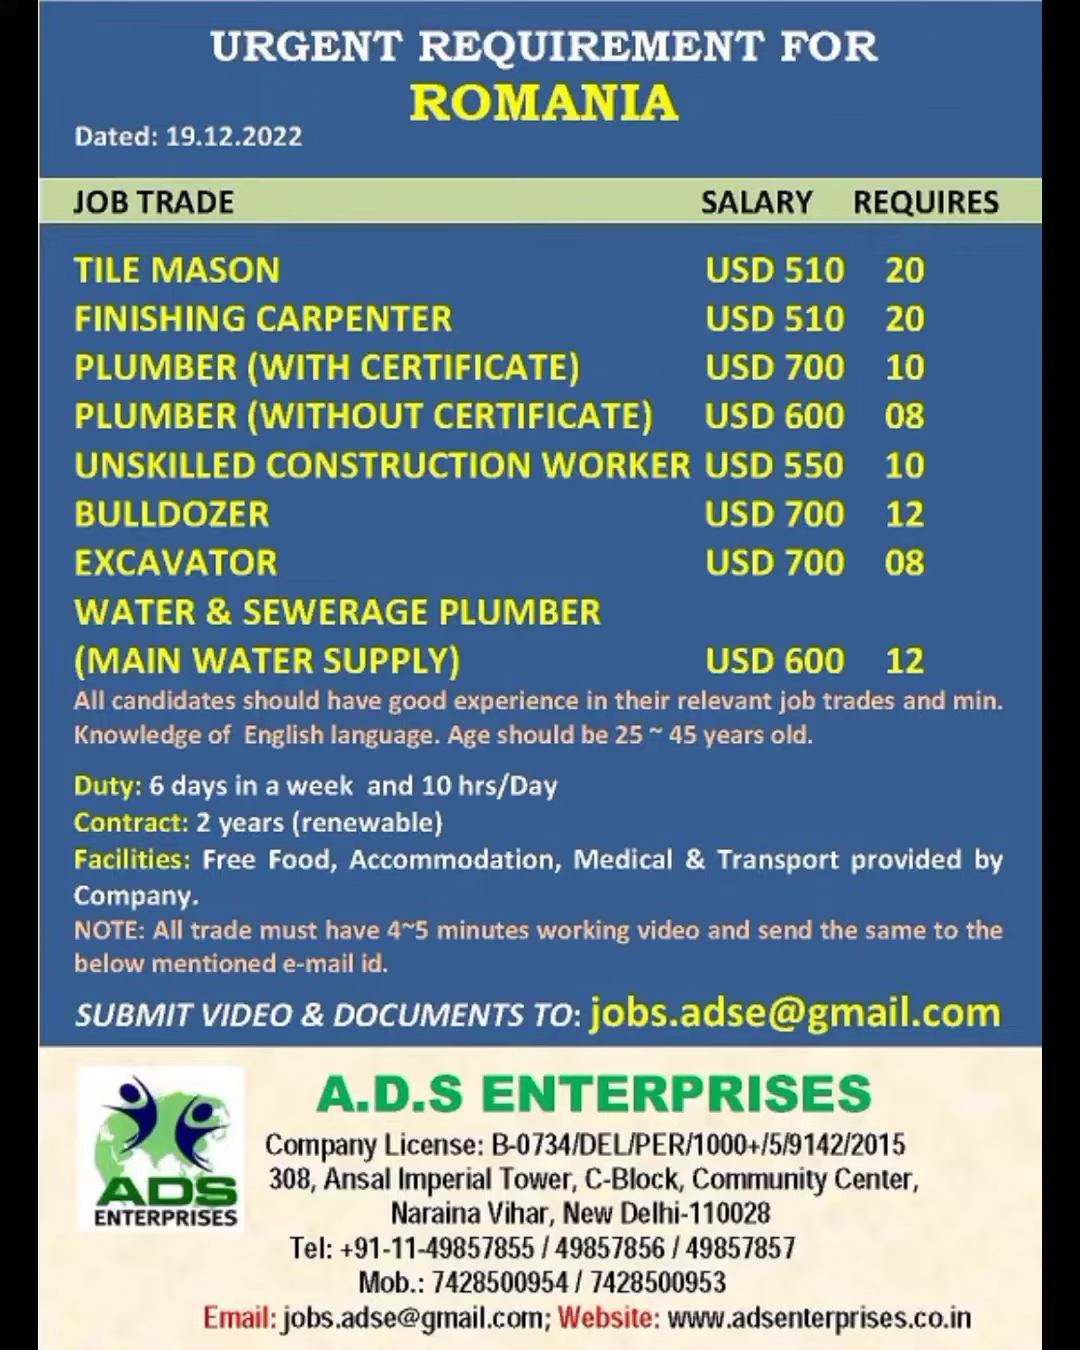 URGENT REQUIREMENT FOR
ROMANIA
Dated: 19.12.2022
JOB TRADE SALARY REQUIRES
TILE MASON USD 510 20
FINISHING CARPENTER USD 510 20
PLUMBER (WITH CERTIFICATE) USD 700 10
PLUMBER (WITHOUT CERTIFICATE) USD 600 08
UNSKILLED CONSTRUCTION WORKER USD 550 10
BULLDOZER USD 700 12
EXCAVATOR USD 700 08
WATER & SEWERAGE PLUMBER
(MAIN WATER SUPPLY) USD 600 12
All candidates should have good experience in their relevant job trades and min.
Knowledge of English language. Age should be 25 ~ 45 years old.
Duty: 6 days in a week and 10 hrs/Day
Contract: 2 years (renewable)
Facilities: Free Food, Accommodation, Medical & Transport provided by
Company.
NOTE: All trade must have 4~5 minutes working video and send the same to the
below mentioned e-mail id.
SUBMIT VIDEO & DOCUMENTS TO: jobs.adse@gmail.com
ADS
ENTERPRISES
A.D.S ENTERPRISES
Company License: B-0734/DEL/PER/1000+/5/9142/2015
308, Ansal Imperial Tower, C-Block, Community Center,
Naraina Vihar, New Delhi-110028
Tel: +91-11-49857855 / 49857856 / 49857857
Mob.: 7428500954 / 7428500953
Email: jobs.adse@gmail.com; Website: www.adsenterprises.co.in